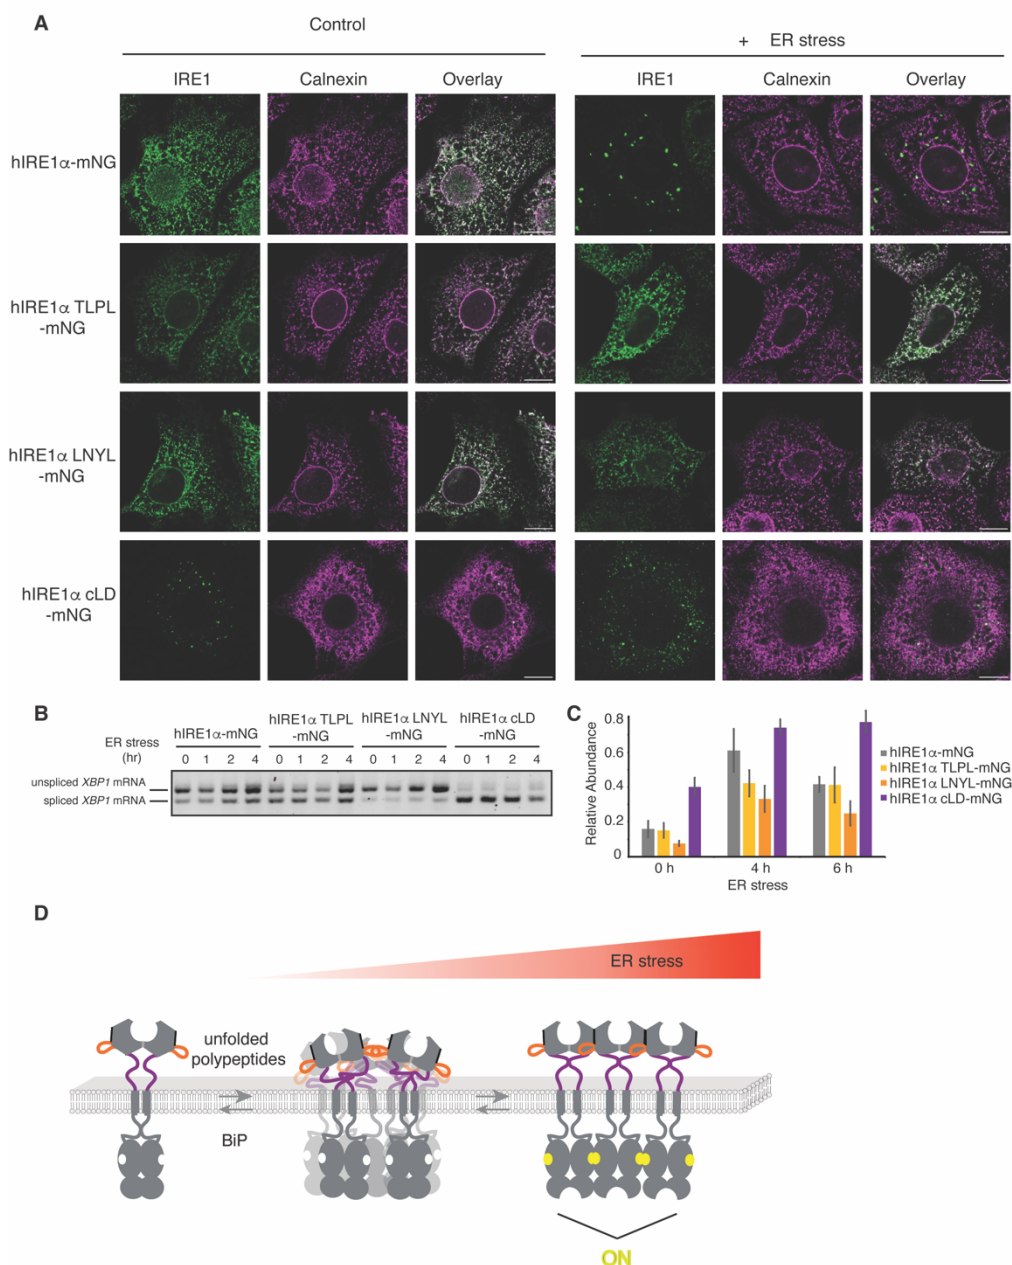 A
Control
+ ER stress
IRE1 Calnexin Overlay IRE1 Calnexin Overlay
hIRE1α-mNG
hIRE1α TLPL
-mNG
hIRE1α LNYL
-mNG
hIRE1α cLD
-mNG
B
ER stress
(hr)
hIRE1α-mNG
hIRE1α TLPL
-mNG
hIRE1α LNYL
-mNG
hIRE1α cLD
-mNG
0 1 2 4 0 1 2 4 0 1 2 4 0 1 2 4
unspliced XBP1 mRNA
spliced XBP1 mRNA
C
Relative Abundance
0.8
0.6
0.4
0.2
0
0 h 4 h 6 h
ER stress
hIRE1α-mNG
hIRE1α TLPL-mNG
hIRE1α LNYL-mNG
hIRE1α cLD-mNG
D
ER stress
unfolded
polypeptides
BiP
ON